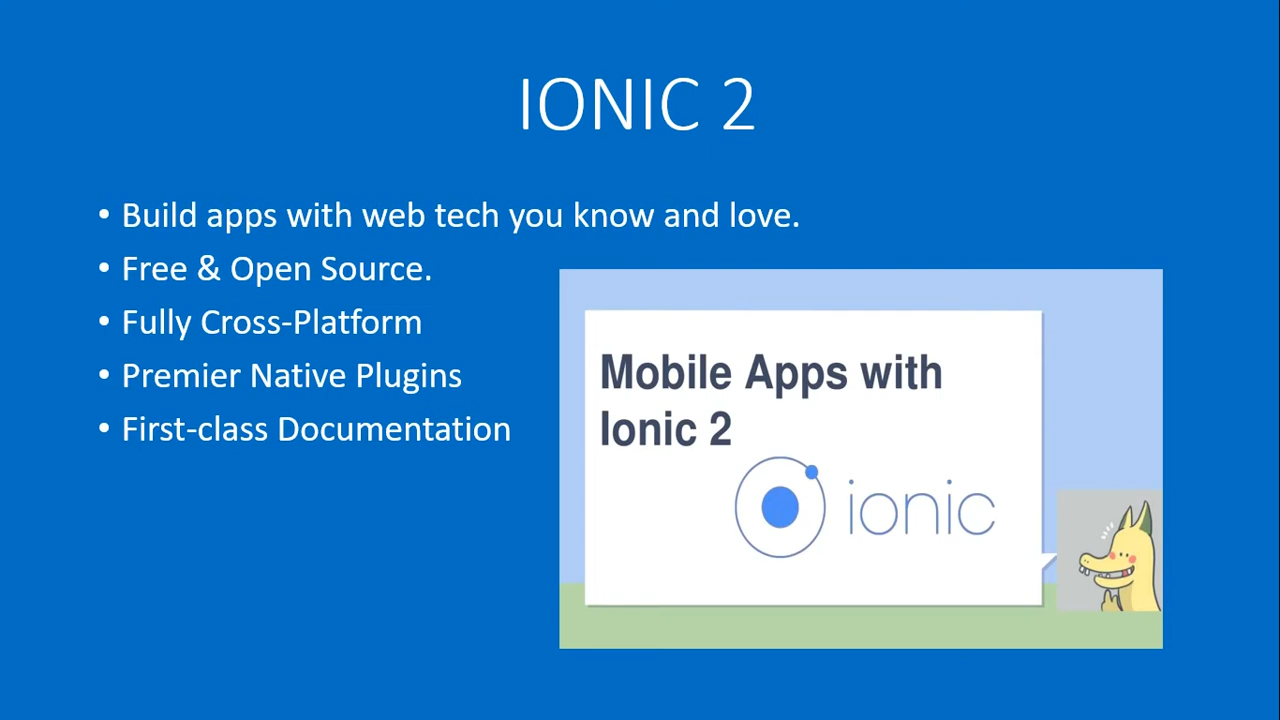 IONIC 2
• Build apps with web tech you know and love.
• Free & Open Source.
• Fully Cross-Platform
• Premier Native Plugins
• First-class Documentation
Mobile Apps with
Ionic 2
ionic